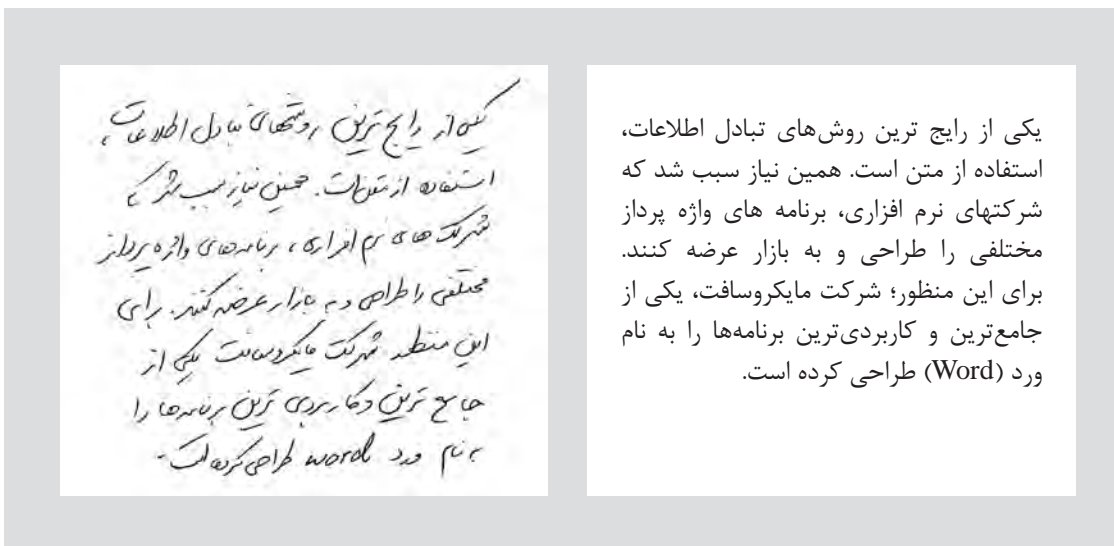 یکی از رایج ترین روش‌های تبادل اطلاعات،
استفاده از متن است. همین نیاز سبب شد که
شرکتهای نرم افزاری، برنامه های واژه پرداز
مختلفی را طراحی و به بازار عرضه کنند.
برای این منظور؛ شرکت مایکروسافت، یکی از
جامع‌ترین و کاربردی‌ترین برنامه‌ها را به نام
ورد (Word) طراحی کرده است.
یکی از رایج ترین روشهای تبادل اطلاعات،
استفاده از متن است. همین نیاز سبب شد که
شرکت های نرم افزاری، برنامه‌های واژه پرداز
مختلفی را طراحی و به بازار عرضه کنند. برای
این منظور شرکت مایکروسافت یکی از
جامع ترین و کاربردی ترین برنامه‌ها را
به نام ورد word طراحی کرده است.